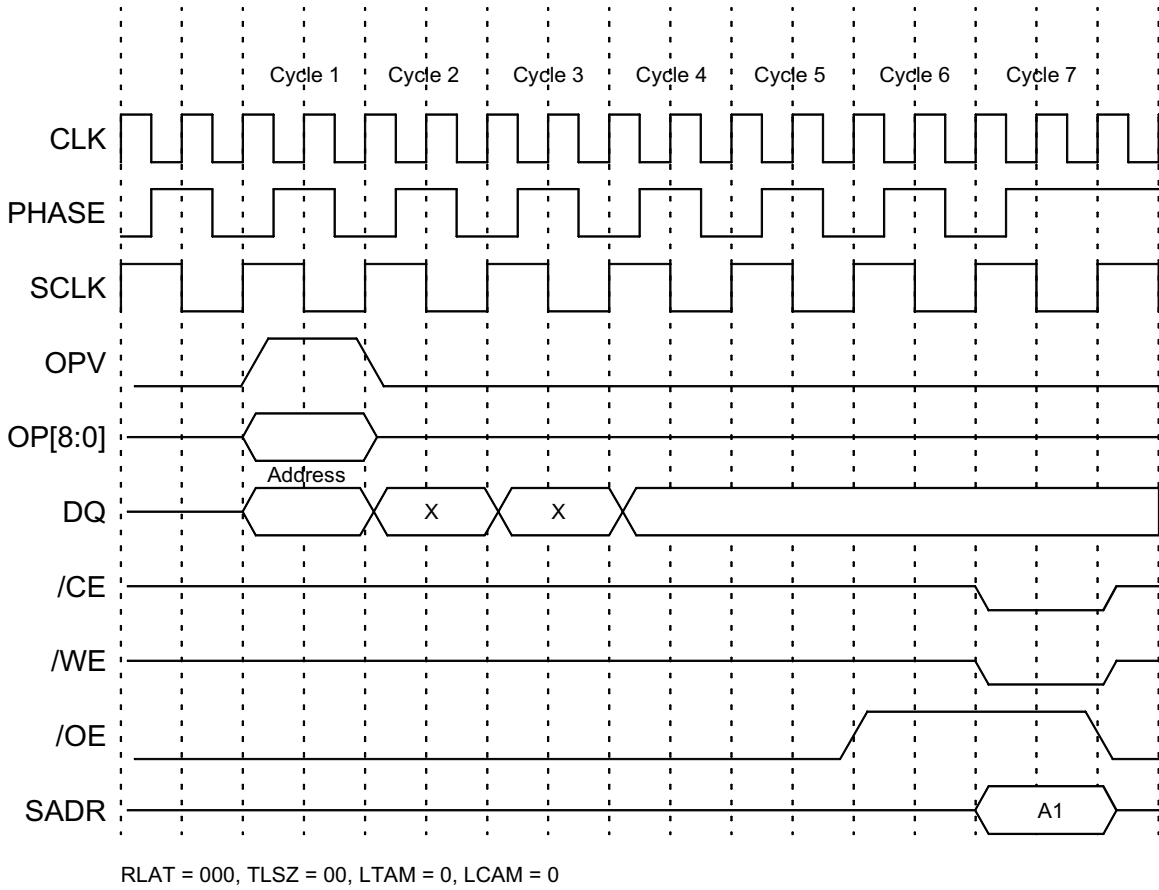 Cycle 1 Cycle 2 Cycle 3 Cycle 4 Cycle 5 Cycle 6 Cycle 7
CLK
PHASE
SCLK
OPV
OP[8:0]
Address
DQ X X
/CE
/WE
/OE
SADR A1
RLAT = 000, TLSZ = 00, LTAM = 0, LCAM = 0